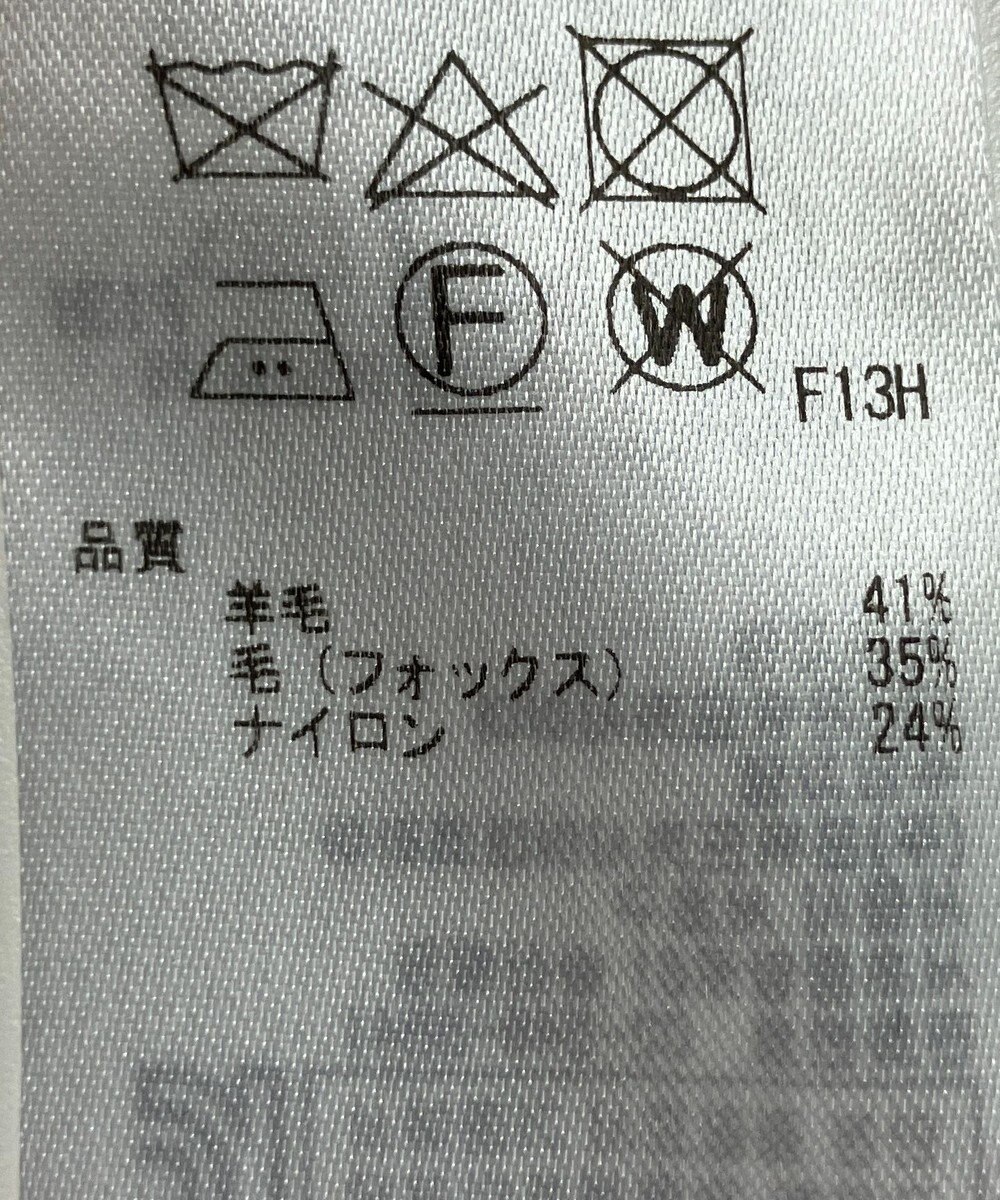 F W F13H
品質
羊毛 41%
毛（フォックス） 35%
ナイロン 24%